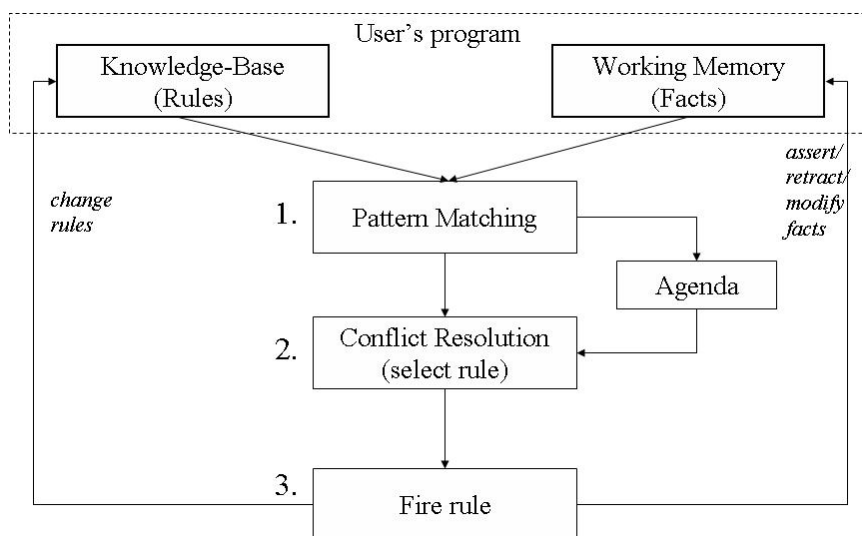 User’s program
Knowledge-Base
(Rules)
Working Memory
(Facts)
change
rules
assert/
retract/
modify
facts
1.
Pattern Matching
Agenda
2.
Conflict Resolution
(select rule)
3.
Fire rule